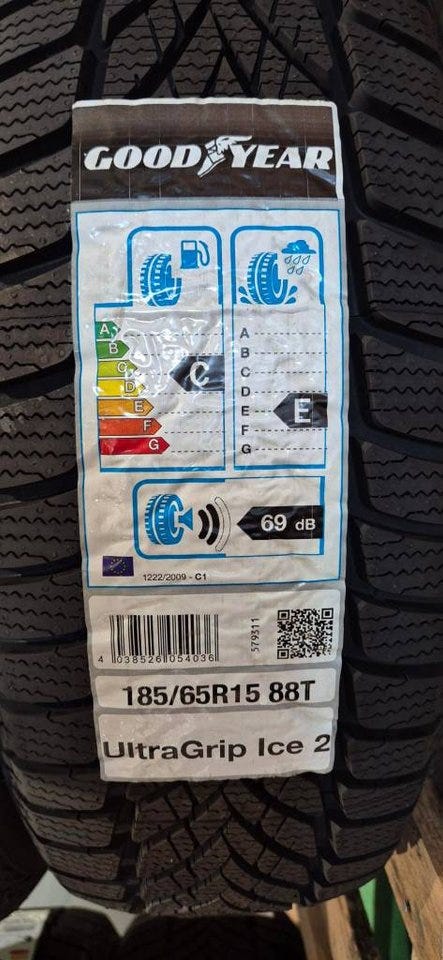 GOODYEAR
A
B
C
D
E
F
G
C
A
B
C
D
E
F
G
E
69 dB
1222/2009 - C1
4 038526 054036
579311
185/65R15 88T
UltraGrip Ice 2